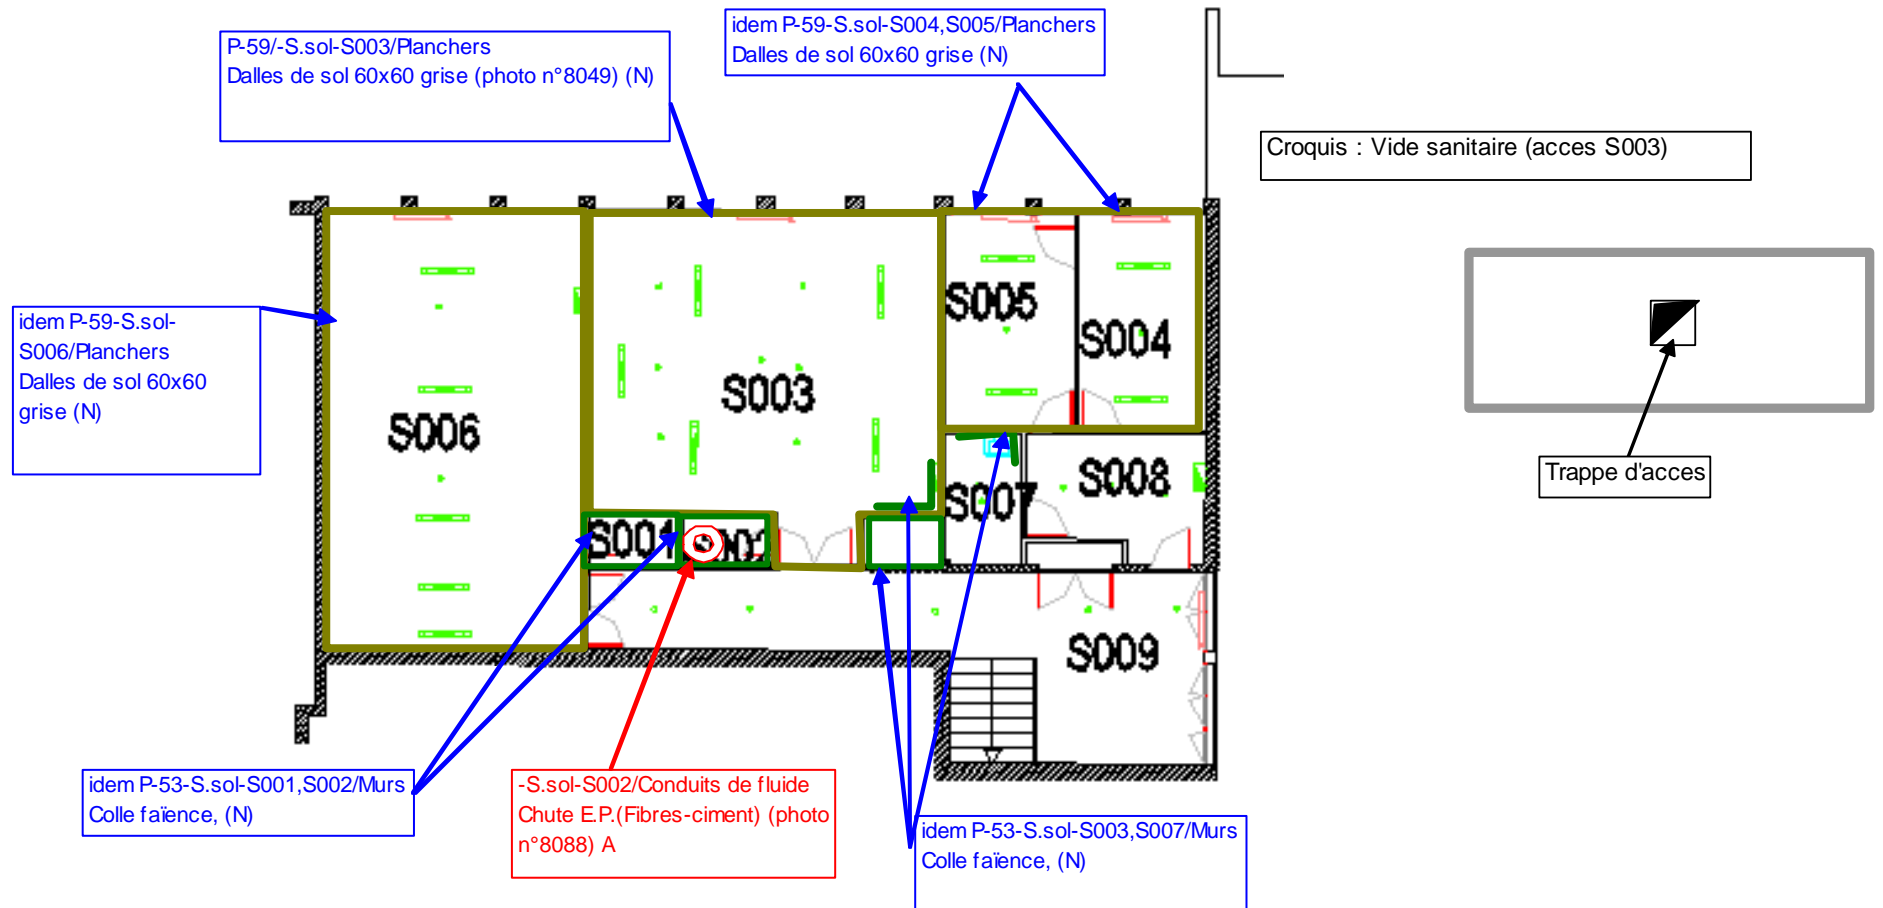 P-59/-S.sol-S003/Planchers
Dalles de sol 60x60 grise (photo n°8049) (N)
idem P-59-S.sol-S004,S005/Planchers
Dalles de sol 60x60 grise (N)
Croquis : Vide sanitaire (acces S003)
idem P-59-S.sol-
S006/Planchers
Dalles de sol 60x60
grise (N)
S005
S004
S003
S006
S008
S007
S001
S009
Trappe d'acces
idem P-53-S.sol-S001,S002/Murs
Colle faïence, (N)
-S.sol-S002/Conduits de fluide
Chute E.P.(Fibres-ciment) (photo
n°8088) A
idem P-53-S.sol-S003,S007/Murs
Colle faïence, (N)